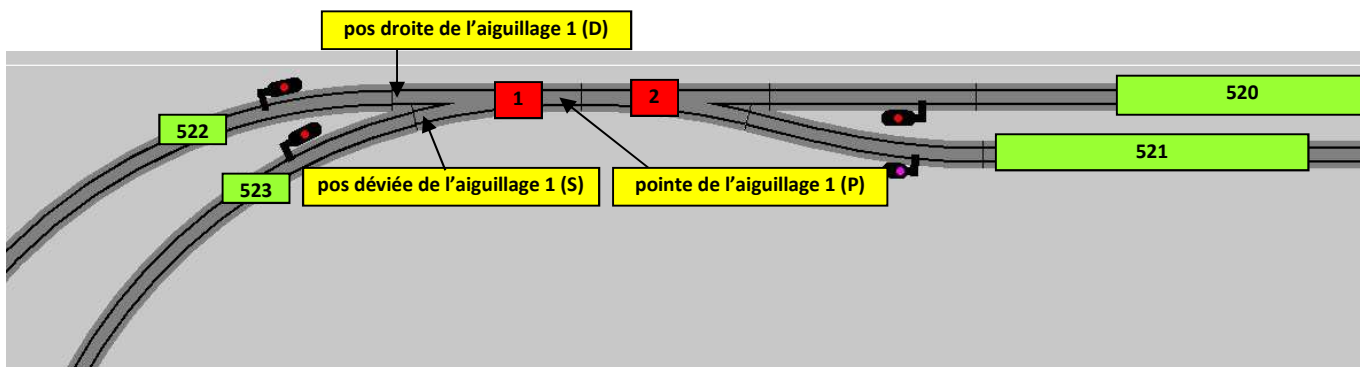 pos droite de l’aiguillage 1 (D)
1
2
520
522
521
pos déviée de l’aiguillage 1 (S)
pointe de l’aiguillage 1 (P)
523